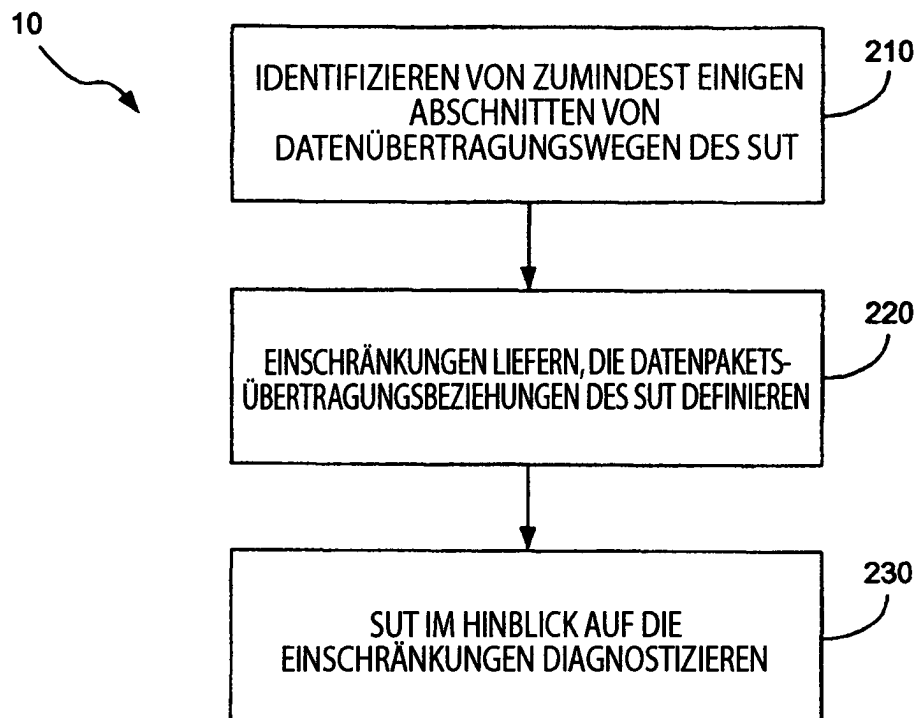 10
IDENTIFIZIEREN VON ZUMINDEST EINIGEN
ABSCHNITTEN VON
DATENÜBERTRAGUNGSWEGEN DES SUT
210
EINSCHRÄNKUNGEN LIEFERN, DIE DATENPAKETS-
ÜBERTRAGUNGSBEZIEHUNGEN DES SUT DEFINIEREN
220
SUT IM HINBLICK AUF DIE
EINSCHRÄNKUNGEN DIAGNOSTIZIEREN
230